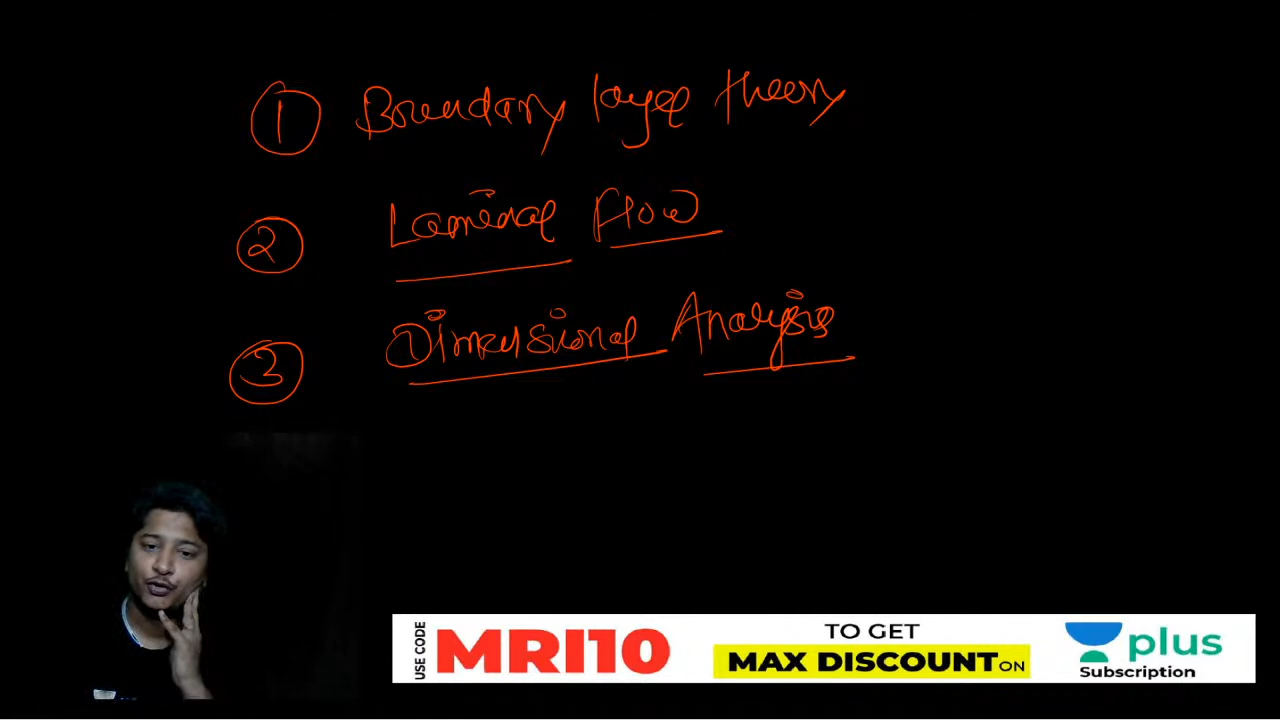 ① Boundary layer theory
② Laminar Flow
③ Dimensional Analysis
USE CODE MRI10 TO GET MAX DISCOUNT ON plus Subscription